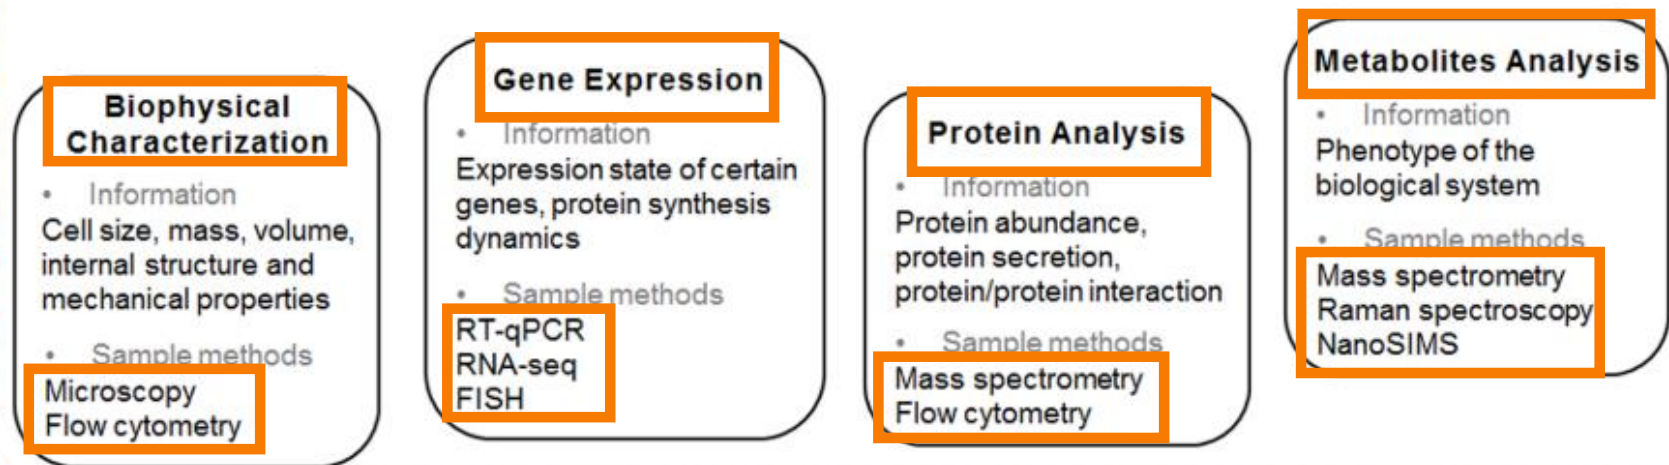 Biophysical
Characterization
• Information
Cell size, mass, volume,
internal structure and
mechanical properties
• Sample methods
Microscopy
Flow cytometry
Gene Expression
• Information
Expression state of certain
genes, protein synthesis
dynamics
• Sample methods
RT-qPCR
RNA-seq
FISH
Protein Analysis
• Information
Protein abundance,
protein secretion,
protein/protein interaction
• Sample methods
Mass spectrometry
Flow cytometry
Metabolites Analysis
• Information
Phenotype of the
biological system
• Sample methods
Mass spectrometry
Raman spectroscopy
NanoSIMS